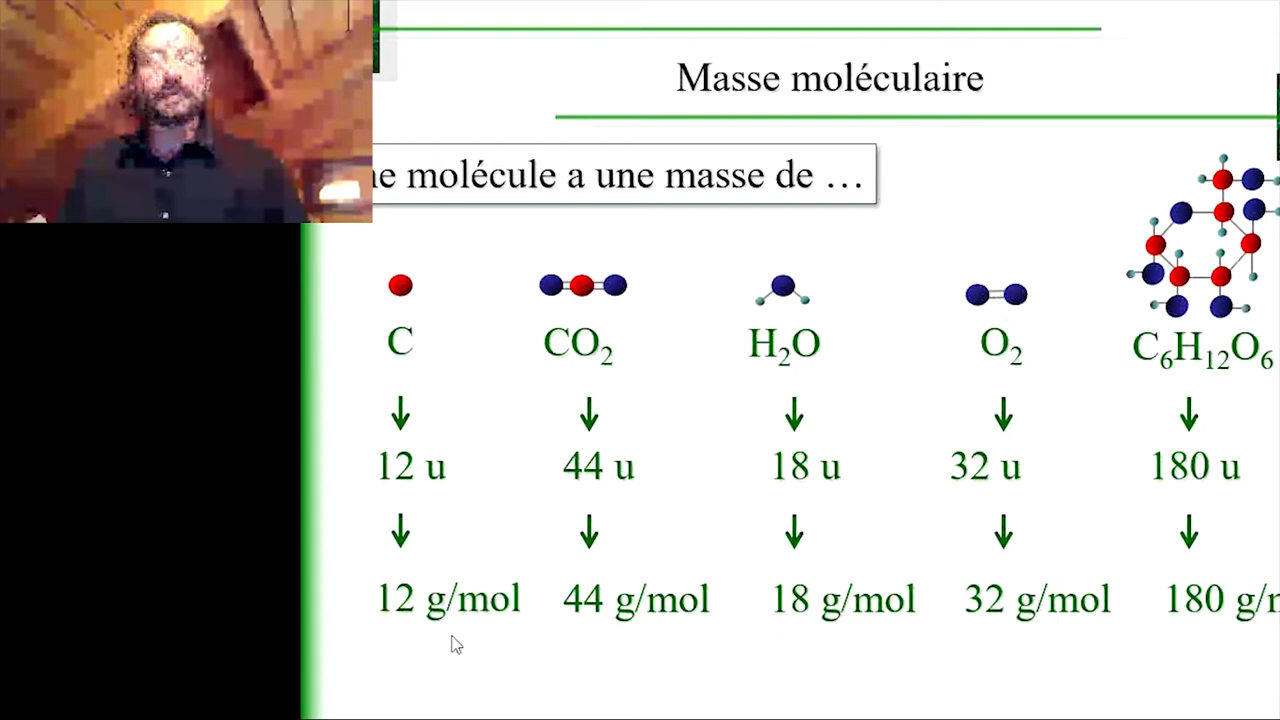 Masse moléculaire
ne molécule a une masse de …
C CO₂ H₂O O₂ C₆H₁₂O₆
12 u 44 u 18 u 32 u 180 u
12 g/mol 44 g/mol 18 g/mol 32 g/mol 180 g/